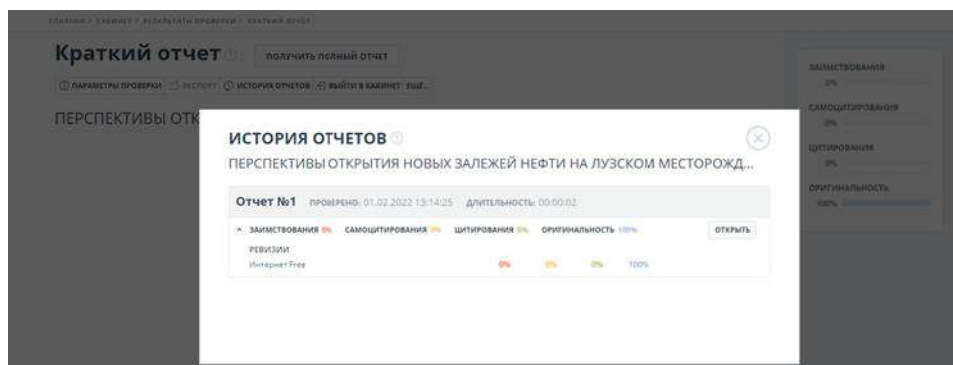 ГЛАВНАЯ / КАБИНЕТ / РЕЗУЛЬТАТЫ ПРОВЕРКИ / КРАТКИЙ ОТЧЕТ
Краткий отчет
ПОЛУЧИТЬ ПОЛНЫЙ ОТЧЕТ
ПАРАМЕТРЫ ПРОВЕРКИ ЭКСПОРТ ИСТОРИЯ ОТЧЕТОВ ВЫЙТИ В КАБИНЕТ ЕЩЕ...
ПЕРСПЕКТИВЫ ОТК
ИСТОРИЯ ОТЧЕТОВ
ПЕРСПЕКТИВЫ ОТКРЫТИЯ НОВЫХ ЗАЛЕЖЕЙ НЕФТИ НА ЛУЗСКОМ МЕСТОРОЖД...
Отчет №1 ПРОВЕРЕНО: 01.02.2022 13:14:25 ДЛИТЕЛЬНОСТЬ: 00:00:02
ЗАИМСТВОВАНИЯ 0% САМОЦИТИРОВАНИЯ 0% ЦИТИРОВАНИЯ 0% ОРИГИНАЛЬНОСТЬ 100% ОТКРЫТЬ
РЕВИЗИИ
Интернет Free 0% 0% 0% 100%
ЗАИМСТВОВАНИЯ
0%
САМОЦИТИРОВАНИЯ
0%
ЦИТИРОВАНИЯ
0%
ОРИГИНАЛЬНОСТЬ
100%